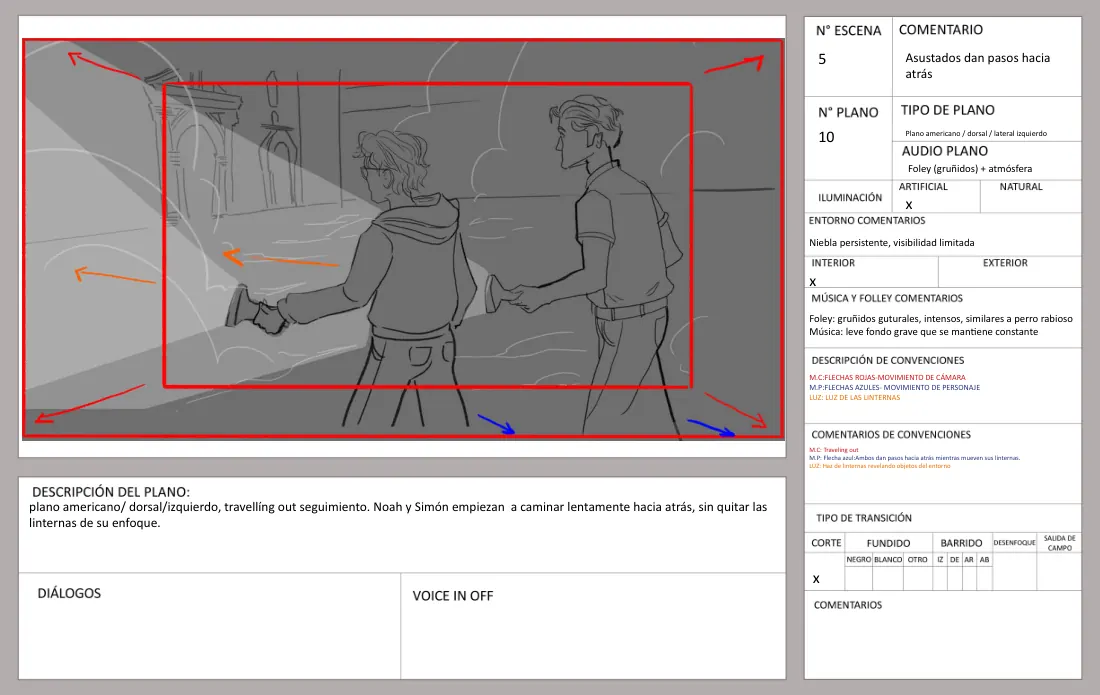 N° ESCENA
5
COMENTARIO
Asustados dan pasos hacia
atrás
N° PLANO
10
TIPO DE PLANO
Plano americano / dorsal / lateral izquierdo
AUDIO PLANO
Foley (gruñidos) + atmósfera
ILUMINACIÓN
ARTIFICIAL
X
NATURAL
ENTORNO COMENTARIOS
Niebla persistente, visibilidad limitada
INTERIOR
X
EXTERIOR
MÚSICA Y FOLLEY COMENTARIOS
Foley: gruñidos guturales, intensos, similares a perro rabioso
Música: leve fondo grave que se mantiene constante
DESCRIPCIÓN DE CONVENCIONES
M.C:FLECHAS ROJAS-MOVIMIENTO DE CÁMARA
M.P:FLECHAS AZULES- MOVIMIENTO DE PERSONAJE
LUZ: LUZ DE LAS LINTERNAS
COMENTARIOS DE CONVENCIONES
M.C: Traveling out
M.P: Flecha azul:Ambos dan pasos hacia atrás mientras mueven sus linternas.
LUZ: Haz de linternas revelando objetos del entorno
TIPO DE TRANSICIÓN
CORTE
X
FUNDIDO
NEGRO BLANCO OTRO
BARRIDO
IZ DE AR AB
DESENFOQUE
SALIDA DE
CAMPO
COMENTARIOS
DESCRIPCIÓN DEL PLANO:
plano americano/ dorsal/izquierdo, travellíng out seguimiento. Noah y Simón empiezan a caminar lentamente hacia atrás, sin quitar las
linternas de su enfoque.
DIÁLOGOS
VOICE IN OFF